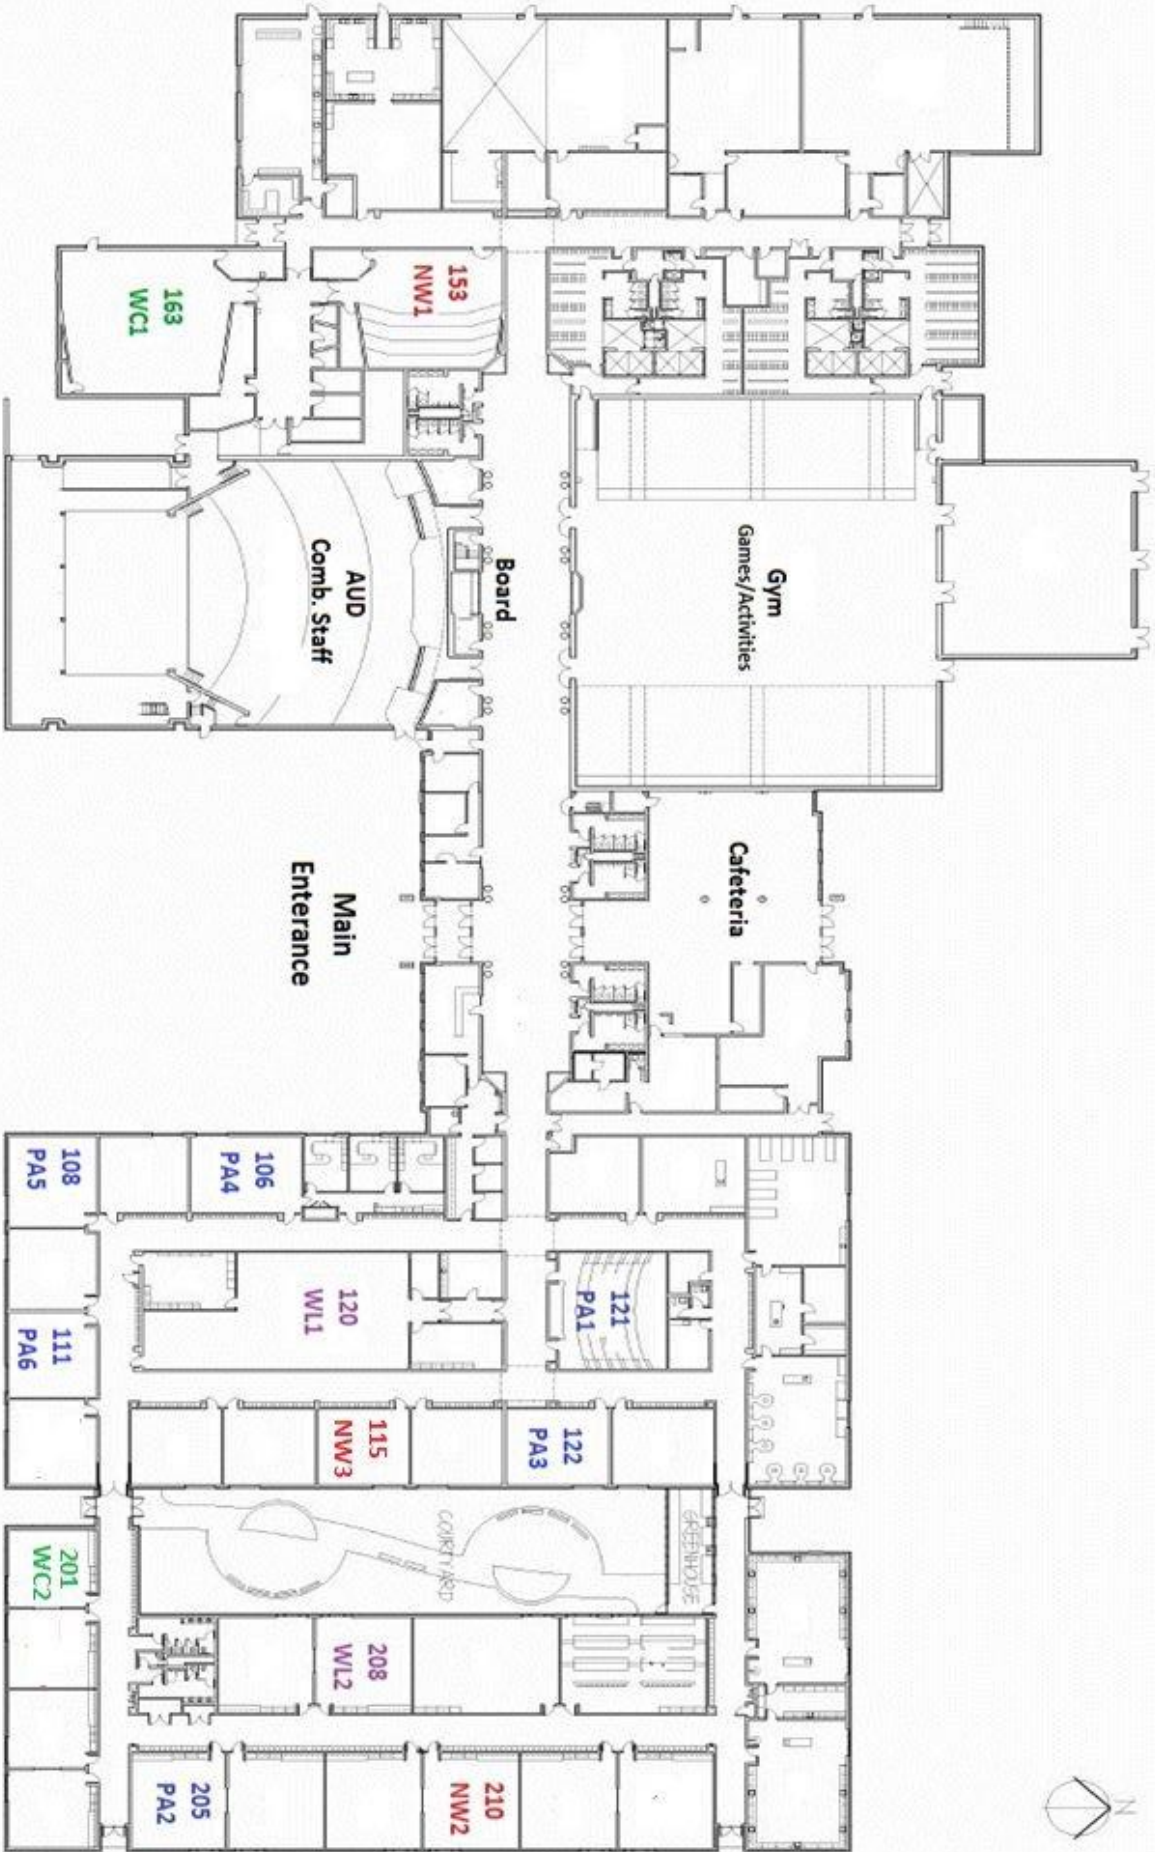 153
NW1
163
WC1
Gym
Games/Activities
Board
AUD
Comb. Staff
Cafeteria
Main
Enterance
121
PA1
106
PA4
108
PA5
120
WL1
111
PA6
122
PA3
115
NW3
GREENHOUSE
COURTYARD
201
WC2
208
WL2
210
NW2
205
PA2
N